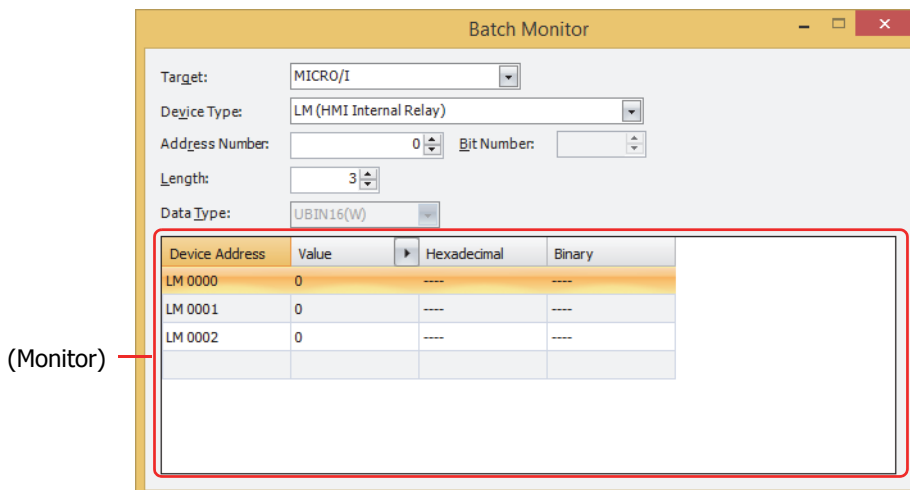 Batch Monitor
Target: MICRO/I
Device Type: LM (HMI Internal Relay)
Address Number: 0 Bit Number:
Length: 3
Data Type: UBIN16(W)
Device Address Value Hexadecimal Binary
LM 0000 0 ---- ----
LM 0001 0 ---- ----
LM 0002 0 ---- ----
(Monitor)